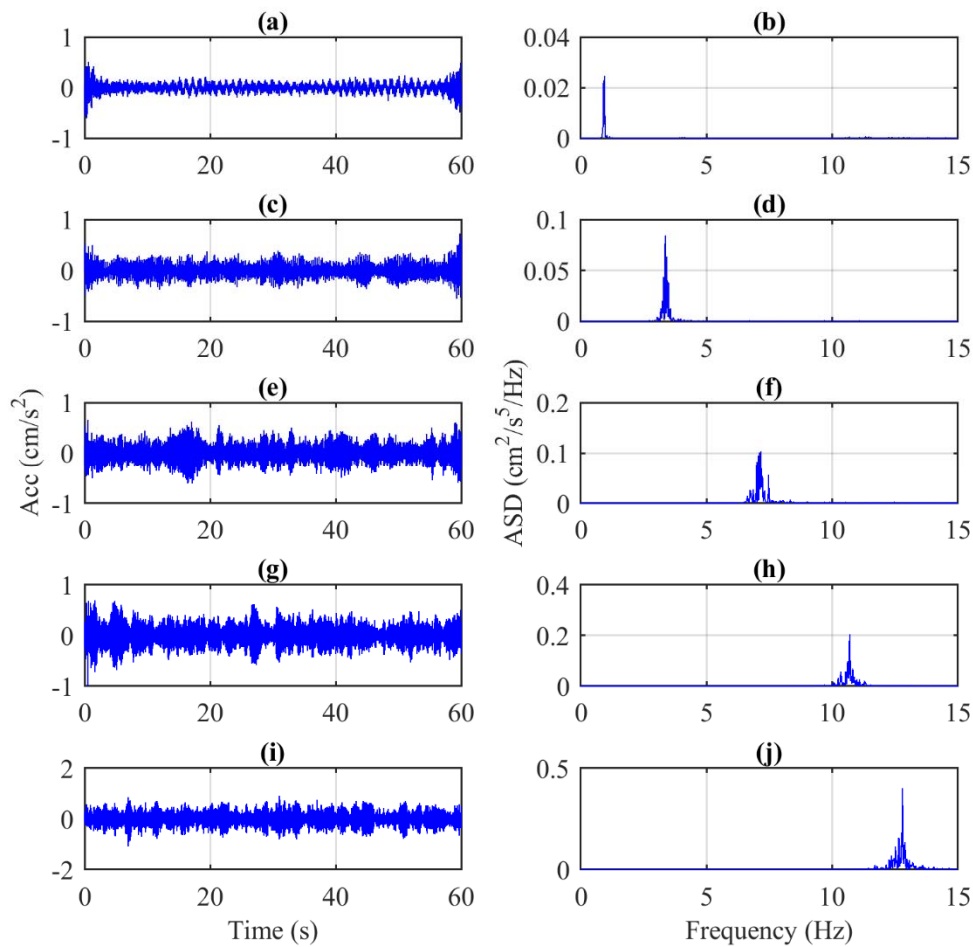 (a) (b)
1 0.04
0 0.02
-1 0
0 20 40 60 0 5 10 15
(c) (d)
1 0.1
0 0.05
-1 0
0 20 40 60 0 5 10 15
(e) (f)
1 0.2
0 0.1
-1 0
0 20 40 60 0 5 10 15
Acc (cm/s²) ASD (cm²/s⁵/Hz)
(g) (h)
1 0.4
0 0.2
-1 0
0 20 40 60 0 5 10 15
(i) (j)
2 0.5
0
-2 0
0 20 40 60 0 5 10 15
Time (s) Frequency (Hz)